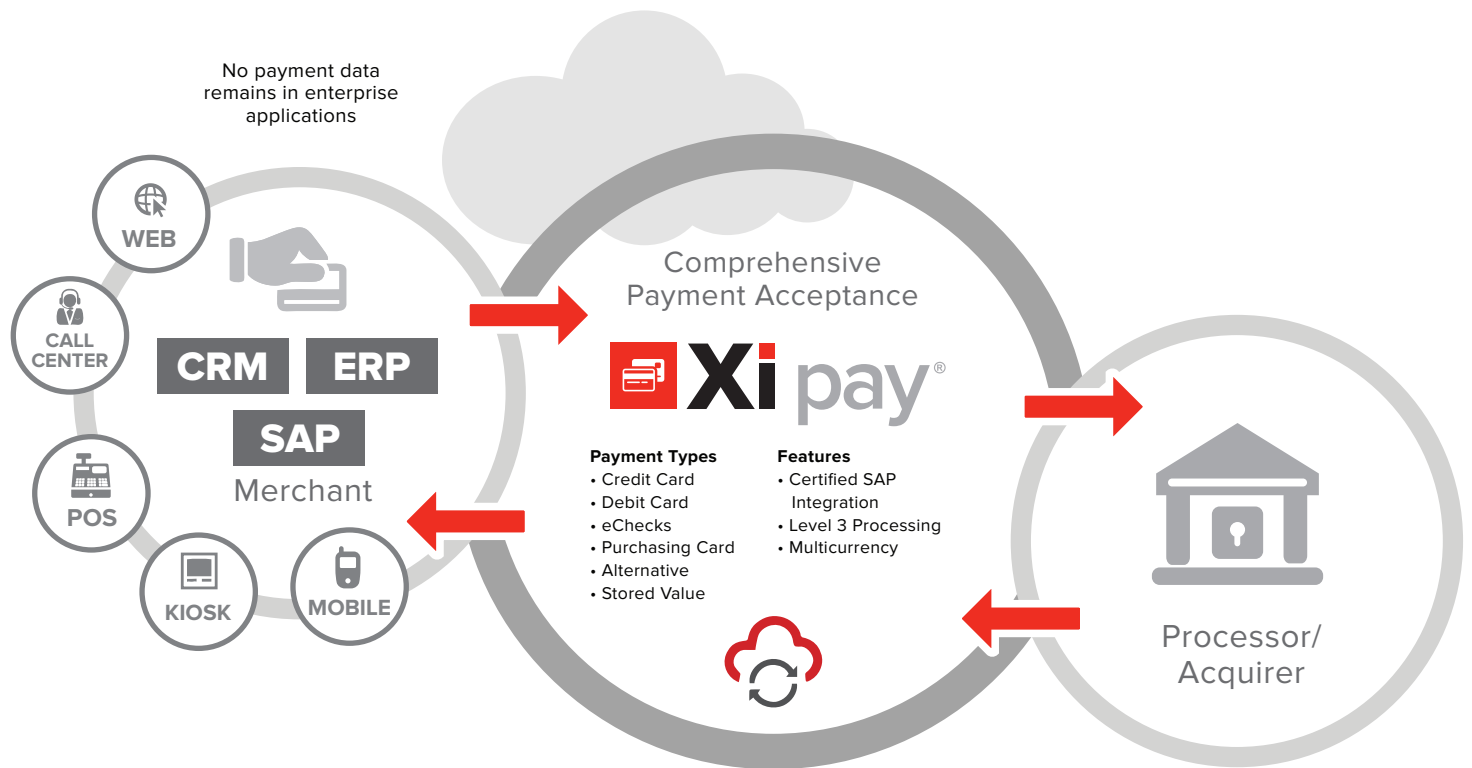 No payment data
remains in enterprise
applications
WEB
CALL
CENTER
POS
KIOSK
MOBILE
CRM
ERP
SAP
Merchant
Comprehensive
Payment Acceptance
Xi pay®
Payment Types
• Credit Card
• Debit Card
• eChecks
• Purchasing Card
• Alternative
• Stored Value
Features
• Certified SAP
Integration
• Level 3 Processing
• Multicurrency
Processor/
Acquirer